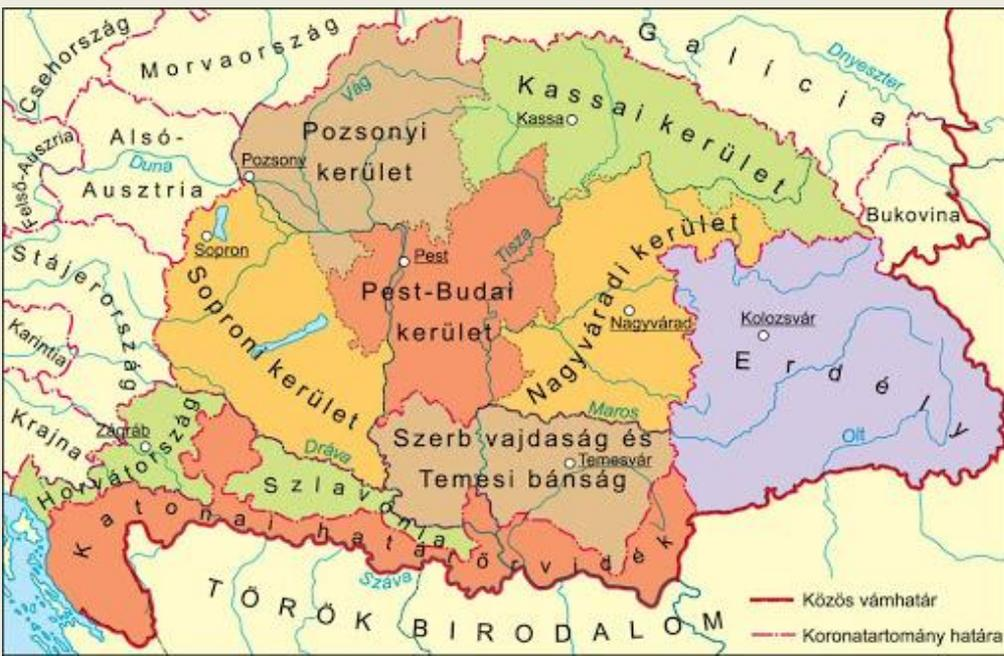 Csehország
Morvaország
Galícia
Dnyeszter
Felső-Ausztria
Alsó-
Ausztria
Duna
Pozsony
Vág
Pozsonyi
kerület
Kassai kerület
Kassa
Bukovina
Stájerország
Sopron
Soproni kerület
Pest
Pest-Budai
kerület
Tisza
Nagyváradi kerület
Nagyvárad
Kolozsvár
Erdély
Maros
Olt
Karintia
Krajna
Zágráb
Horvátország
Dráva
Szlavónia
Szerb vajdaság és
Temesi bánság
Temesvár
Katonai határőrvidék
Száva
TÖRÖK BIRODALOM
Közös vámhatár
Koronatartomány határa